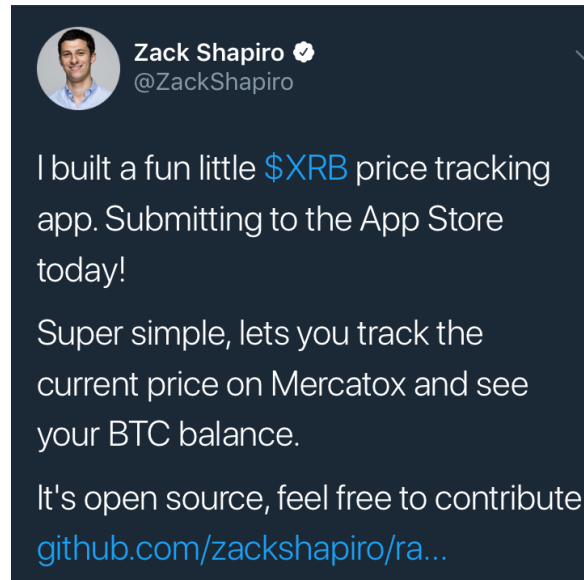 Zack Shapiro
@ZackShapiro
I built a fun little $XRB price tracking
app. Submitting to the App Store
today!
Super simple, lets you track the
current price on Mercatox and see
your BTC balance.
It's open source, feel free to contribute
github.com/zackshapiro/ra...